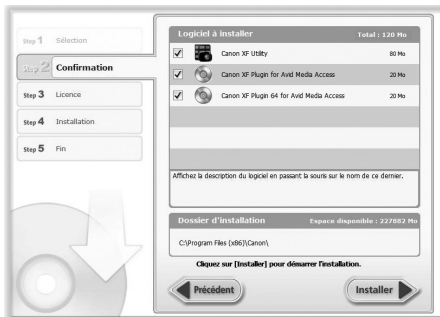 Step 1 Sélection
Step 2 Confirmation
Step 3 Licence
Step 4 Installation
Step 5 Fin
Logiciel à installer Total : 120 Mo
Canon XF Utility 80 Mo
Canon XF Plugin for Avid Media Access 20 Mo
Canon XF Plugin 64 for Avid Media Access 20 Mo
Affichez la description du logiciel en passant la souris sur le nom de ce dernier.
Dossier d'installation Espace disponible : 227882 Mo
C:\Program Files (x86)\Canon\
Cliquez sur [Installer] pour démarrer l'installation.
Précédent Installer